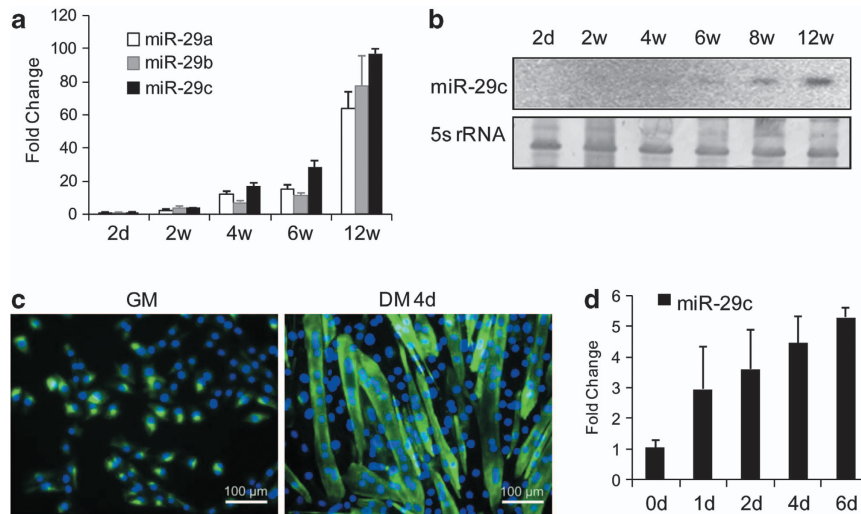 a
Fold Change
120
100
80
60
40
20
0
miR-29a
miR-29b
miR-29c
2d 2w 4w 6w 12w
b
2d 2w 4w 6w 8w 12w
miR-29c
5s rRNA
c
GM DM 4d
100 µm 100 µm
d
Fold Change
6
5
4
3
2
1
0
miR-29c
0d 1d 2d 4d 6d